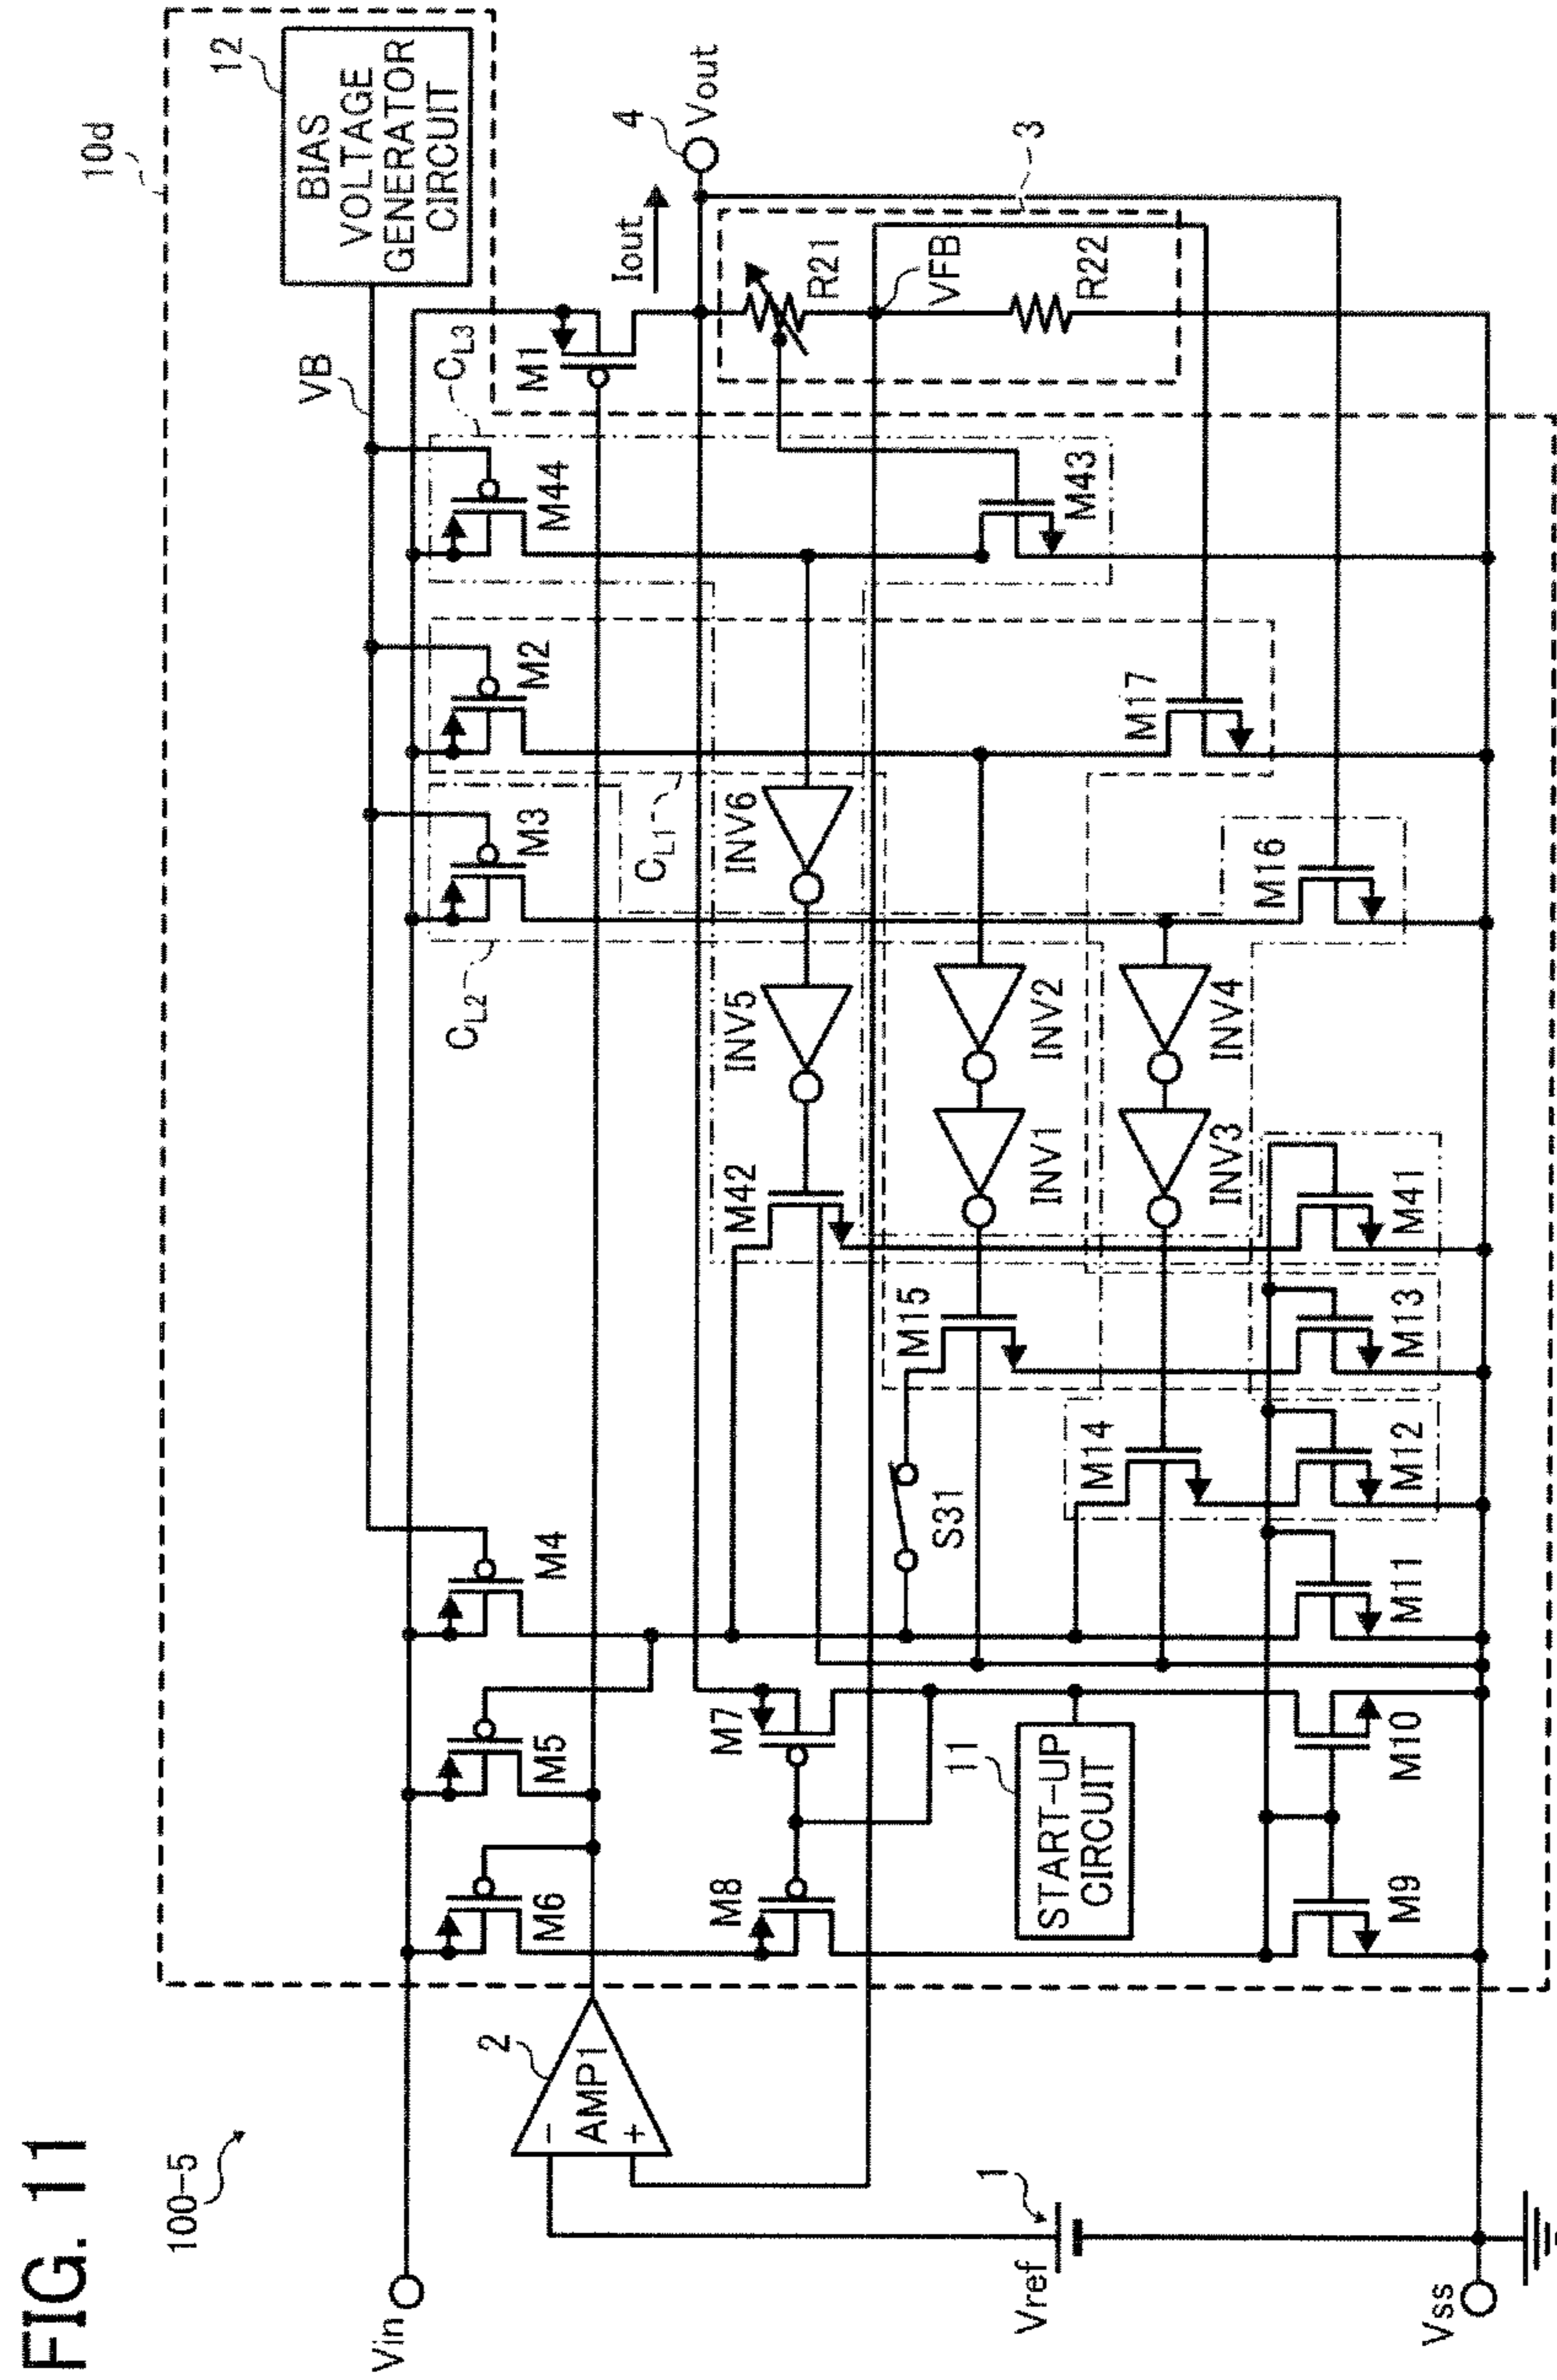 FIG. 11
100-5
10d
12
BIAS
VOLTAGE
GENERATOR
CIRCUIT
VB
Vin
M6
M5
M4
M3
M2
M44
CL3
M1
Iout
4
Vout
CL2
CL1
2
AMP1
−
+
M8
M7
M42
INV5
INV6
R21
3
VFB
R22
11
START-UP
CIRCUIT
S31
M15
INV1
INV2
M14
INV3
INV4
M17
M43
M16
1
Vref
M9
M10
M11
M12
M13
M41
Vss